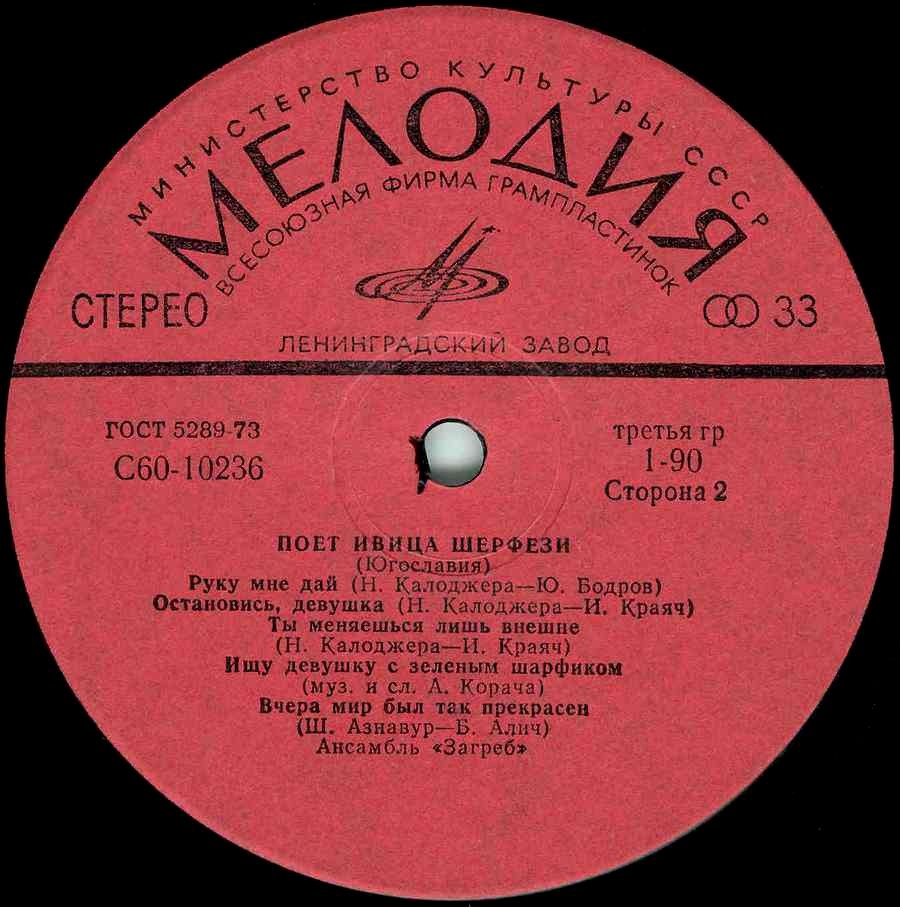 МИНИСТЕРСТВО КУЛЬТУРЫ СССР
МЕЛОДИЯ
ВСЕСОЮЗНАЯ ФИРМА ГРАМПЛАСТИНОК
СТЕРЕО
33
ЛЕНИНГРАДСКИЙ ЗАВОД
ГОСТ 5289-73
С60-10236
третья гр
1-90
Сторона 2
ПОЕТ ИВИЦА ШЕРФЕЗИ
(Югославия)
Руку мне дай (Н. Калоджера—Ю. Бодров)
Остановись, девушка (Н. Калоджера—И. Краяч)
Ты меняешься лишь внешне
(Н. Калоджера—И. Краяч)
Ищу девушку с зеленым шарфиком
(муз. и сл. А. Корача)
Вчера мир был так прекрасен
(Ш. Азнавур—Б. Алич)
Ансамбль «Загреб»